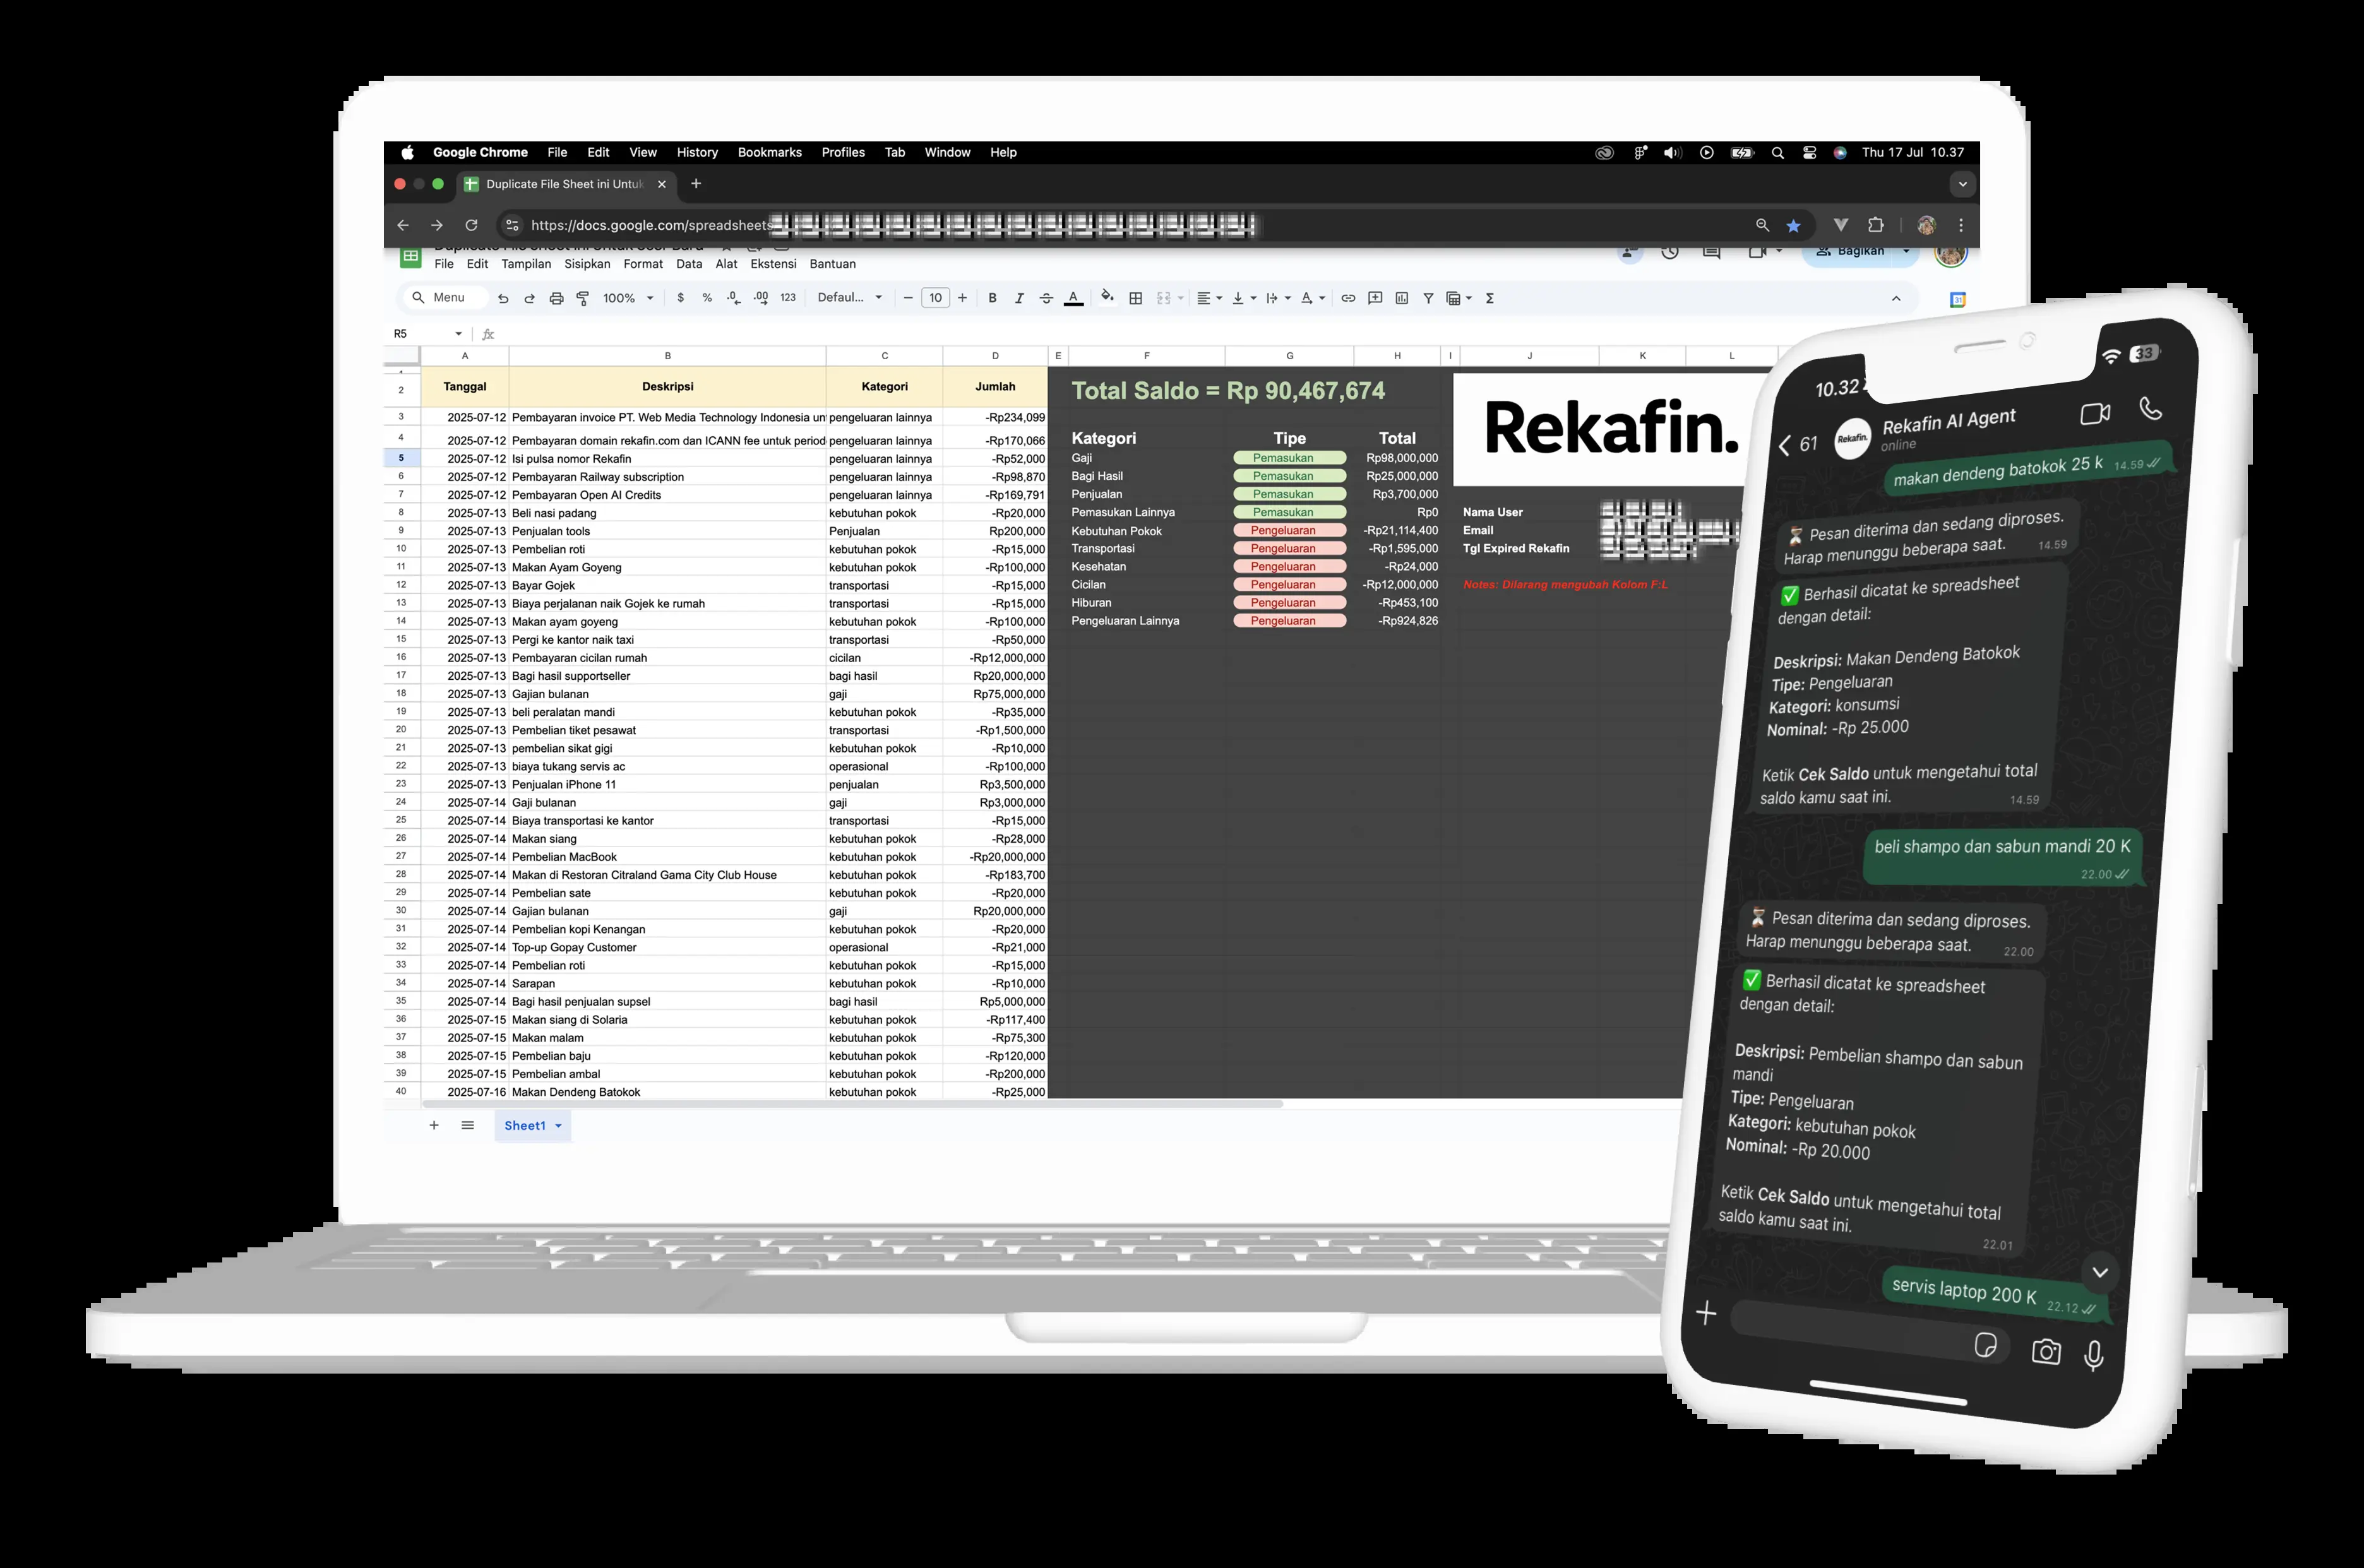 Google Chrome File Edit View History Bookmarks Profiles Tab Window Help Thu 17 Jul 10.37
Duplicate File Sheet ini Untuk
https://docs.google.com/spreadsheets
File Edit Tampilan Sisipkan Format Data Alat Ekstensi Bantuan
Bagikan
Menu 100% $ % .0 .00 123 Defaul... 10 B I A
31
R5 fx
A B C D E F G H I J K L
2 Tanggal Deskripsi Kategori Jumlah
3 2025-07-12 Pembayaran invoice PT. Web Media Technology Indonesia un pengeluaran lainnya -Rp234,099
4 2025-07-12 Pembayaran domain rekafin.com dan ICANN fee untuk period pengeluaran lainnya -Rp170,066
5 2025-07-12 Isi pulsa nomor Rekafin pengeluaran lainnya -Rp52,000
6 2025-07-12 Pembayaran Railway subscription pengeluaran lainnya -Rp98,870
7 2025-07-12 Pembayaran Open AI Credits pengeluaran lainnya -Rp169,791
8 2025-07-13 Beli nasi padang kebutuhan pokok -Rp20,000
9 2025-07-13 Penjualan tools Penjualan Rp200,000
10 2025-07-13 Pembelian roti kebutuhan pokok -Rp15,000
11 2025-07-13 Makan Ayam Goyeng kebutuhan pokok -Rp100,000
12 2025-07-13 Bayar Gojek transportasi -Rp15,000
13 2025-07-13 Biaya perjalanan naik Gojek ke rumah transportasi -Rp15,000
14 2025-07-13 Makan ayam goyeng kebutuhan pokok -Rp100,000
15 2025-07-13 Pergi ke kantor naik taxi transportasi -Rp50,000
16 2025-07-13 Pembayaran cicilan rumah cicilan -Rp12,000,000
17 2025-07-13 Bagi hasil supportseller bagi hasil Rp20,000,000
18 2025-07-13 Gajian bulanan gaji Rp75,000,000
19 2025-07-13 beli peralatan mandi kebutuhan pokok -Rp35,000
20 2025-07-13 Pembelian tiket pesawat transportasi -Rp1,500,000
21 2025-07-13 pembelian sikat gigi kebutuhan pokok -Rp10,000
22 2025-07-13 biaya tukang servis ac operasional -Rp100,000
23 2025-07-13 Penjualan iPhone 11 penjualan Rp3,500,000
24 2025-07-14 Gaji bulanan gaji Rp3,000,000
25 2025-07-14 Biaya transportasi ke kantor transportasi -Rp15,000
26 2025-07-14 Makan siang kebutuhan pokok -Rp28,000
27 2025-07-14 Pembelian MacBook kebutuhan pokok -Rp20,000,000
28 2025-07-14 Makan di Restoran Citraland Gama City Club House kebutuhan pokok -Rp183,700
29 2025-07-14 Pembelian sate kebutuhan pokok -Rp20,000
30 2025-07-14 Gajian bulanan gaji Rp20,000,000
31 2025-07-14 Pembelian kopi Kenangan kebutuhan pokok -Rp20,000
32 2025-07-14 Top-up Gopay Customer operasional -Rp21,000
33 2025-07-14 Pembelian roti kebutuhan pokok -Rp15,000
34 2025-07-14 Sarapan kebutuhan pokok -Rp10,000
35 2025-07-14 Bagi hasil penjualan supsel bagi hasil Rp5,000,000
36 2025-07-15 Makan siang di Solaria kebutuhan pokok -Rp117,400
37 2025-07-15 Makan malam kebutuhan pokok -Rp75,300
38 2025-07-15 Pembelian baju kebutuhan pokok -Rp120,000
39 2025-07-15 Pembelian ambal kebutuhan pokok -Rp200,000
40 2025-07-16 Makan Dendeng Batokok kebutuhan pokok -Rp25,000
Sheet1
Total Saldo = Rp 90,467,674
Kategori Tipe Total
Gaji Pemasukan Rp98,000,000
Bagi Hasil Pemasukan Rp25,000,000
Penjualan Pemasukan Rp3,700,000
Pemasukan Lainnya Pemasukan Rp0
Kebutuhan Pokok Pengeluaran -Rp21,114,400
Transportasi Pengeluaran -Rp1,595,000
Kesehatan Pengeluaran -Rp24,000
Cicilan Pengeluaran -Rp12,000,000
Hiburan Pengeluaran -Rp453,100
Pengeluaran Lainnya Pengeluaran -Rp924,826
Rekafin.
Nama User
Email
Tgl Expired Rekafin
Notes: Dilarang mengubah Kolom F:L
10.32 33
61 Rekafin. Rekafin AI Agent
online
makan dendeng batokok 25 k 14.59
⏳ Pesan diterima dan sedang diproses.
Harap menunggu beberapa saat. 14.59
✅ Berhasil dicatat ke spreadsheet
dengan detail:
Deskripsi: Makan Dendeng Batokok
Tipe: Pengeluaran
Kategori: konsumsi
Nominal: -Rp 25.000
Ketik Cek Saldo untuk mengetahui total
saldo kamu saat ini. 14.59
beli shampo dan sabun mandi 20 K
22.00
⏳ Pesan diterima dan sedang diproses.
Harap menunggu beberapa saat. 22.00
✅ Berhasil dicatat ke spreadsheet
dengan detail:
Deskripsi: Pembelian shampo dan sabun
mandi
Tipe: Pengeluaran
Kategori: kebutuhan pokok
Nominal: -Rp 20.000
Ketik Cek Saldo untuk mengetahui total
saldo kamu saat ini.
22.01
servis laptop 200 K 22.12